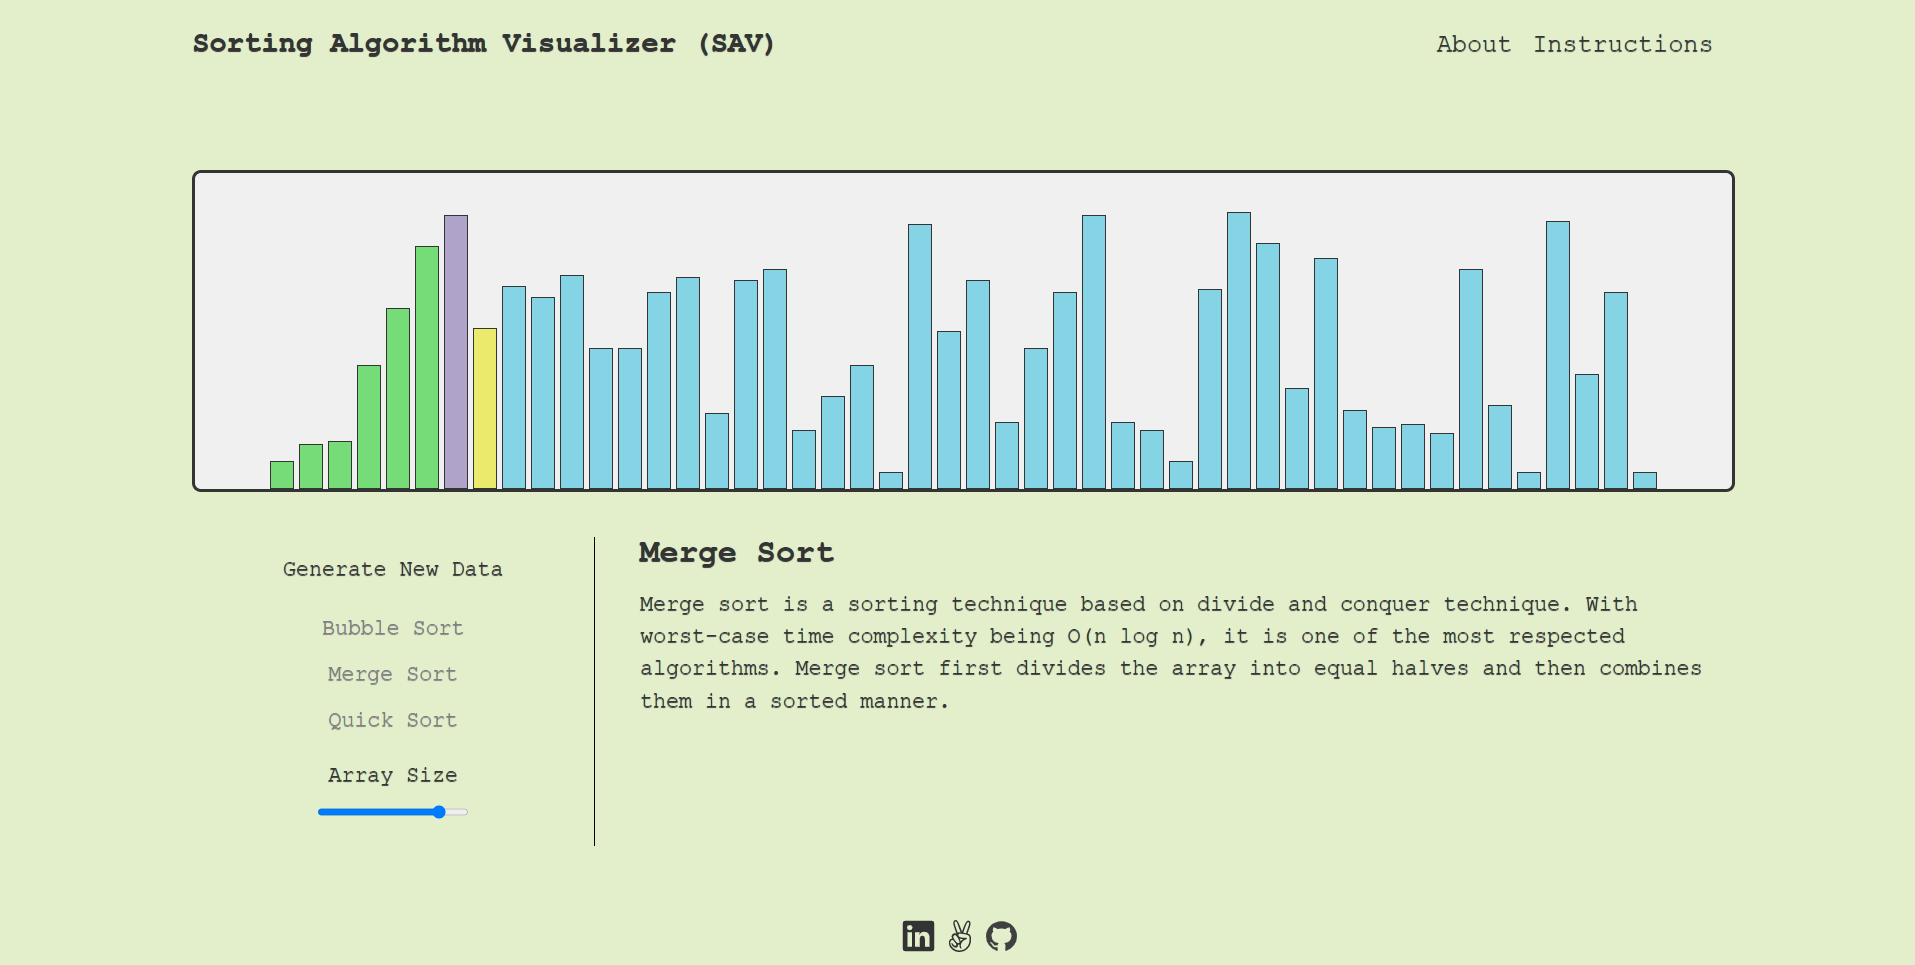 Sorting Algorithm Visualizer (SAV)
About Instructions
Generate New Data
Bubble Sort
Merge Sort
Quick Sort
Array Size
Merge Sort
Merge sort is a sorting technique based on divide and conquer technique. With
worst-case time complexity being O(n log n), it is one of the most respected
algorithms. Merge sort first divides the array into equal halves and then combines
them in a sorted manner.
in